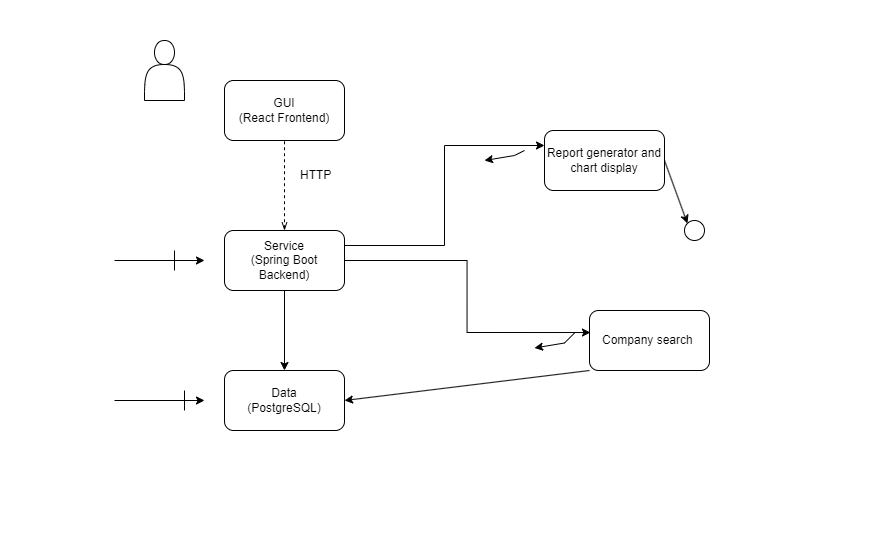 GUI
(React Frontend)
HTTP
Report generator and
chart display
Service
(Spring Boot
Backend)
Company search
Data
(PostgreSQL)